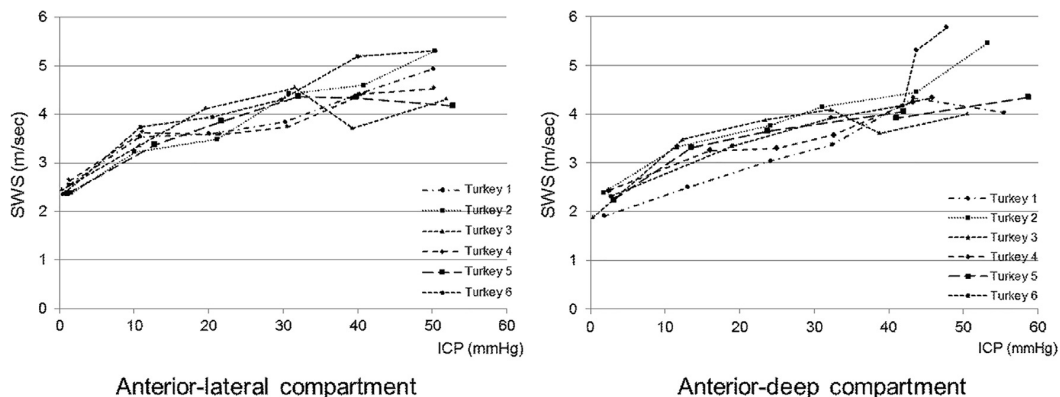 6
5
4
3
2
1
0
SWS (m/sec)
Turkey 1
Turkey 2
Turkey 3
Turkey 4
Turkey 5
Turkey 6
0 10 20 30 40 50 60
ICP (mmHg)
Anterior-lateral compartment
6
5
4
3
2
1
0
SWS (m/sec)
Turkey 1
Turkey 2
Turkey 3
Turkey 4
Turkey 5
Turkey 6
0 10 20 30 40 50 60
ICP (mmHg)
Anterior-deep compartment